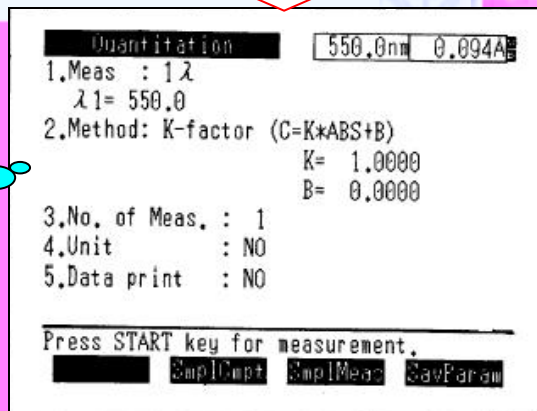 Quantitation 550.0nm 0.094A
1.Meas : 1λ
λ1= 550.0
2.Method: K-factor (C=K*ABS+B)
K= 1.0000
B= 0.0000
3.No. of Meas. : 1
4.Unit : NO
5.Data print : NO
Press START key for measurement.
SmplCmpt SmplMeas SavParam